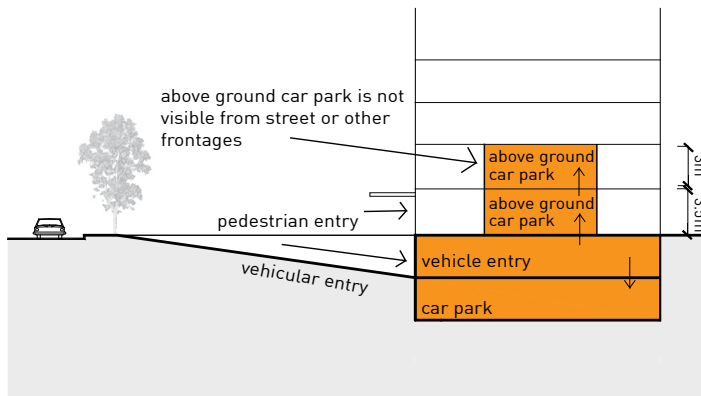 above ground car park is not
visible from street or other
frontages
above ground
car park
above ground
car park
pedestrian entry
vehicle entry
vehicular entry
car park